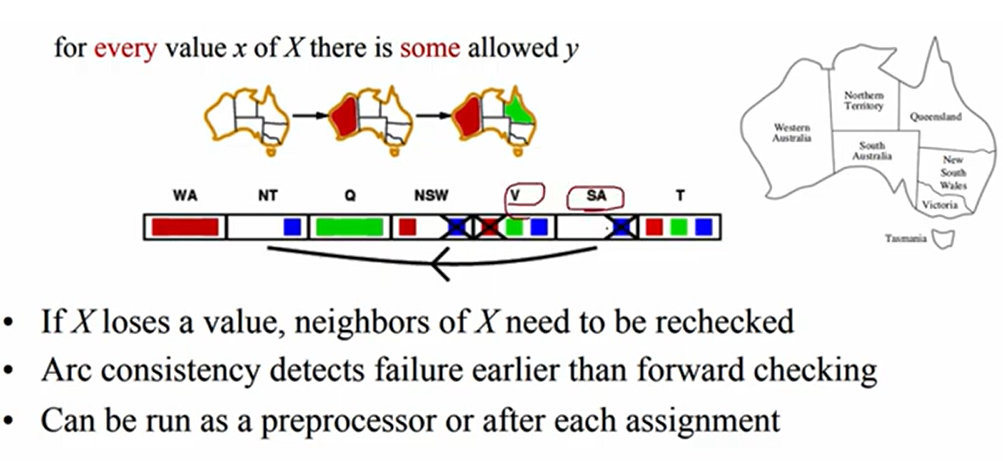 for every value x of X there is some allowed y
WA NT Q NSW V SA T
Western
Australia
Northern
Territory
South
Australia
Queensland
New
South
Wales
Victoria
Tasmania
• If X loses a value, neighbors of X need to be rechecked
• Arc consistency detects failure earlier than forward checking
• Can be run as a preprocessor or after each assignment